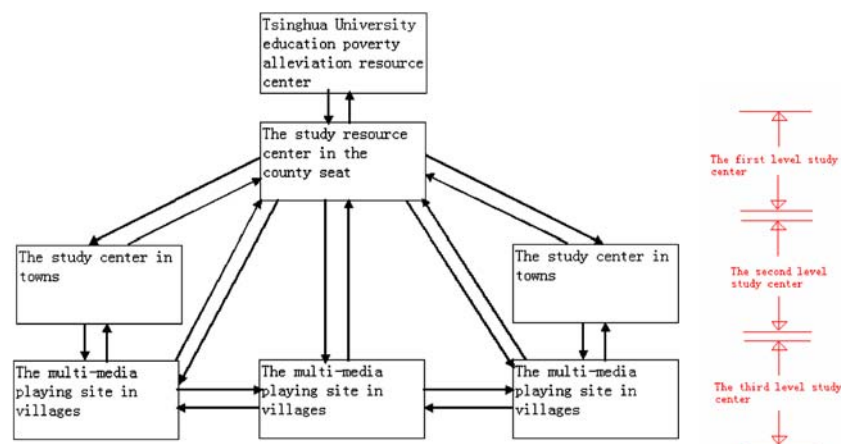 Tsinghua University
education poverty
alleviation resource
center
The study resource
center in the
county seat
The first level study
center
The study center in
towns
The study center in
towns
The second level
study center
The multi-media
playing site in
villages
The multi-media
playing site in
villages
The multi-media
playing site in
villages
The third level study
center